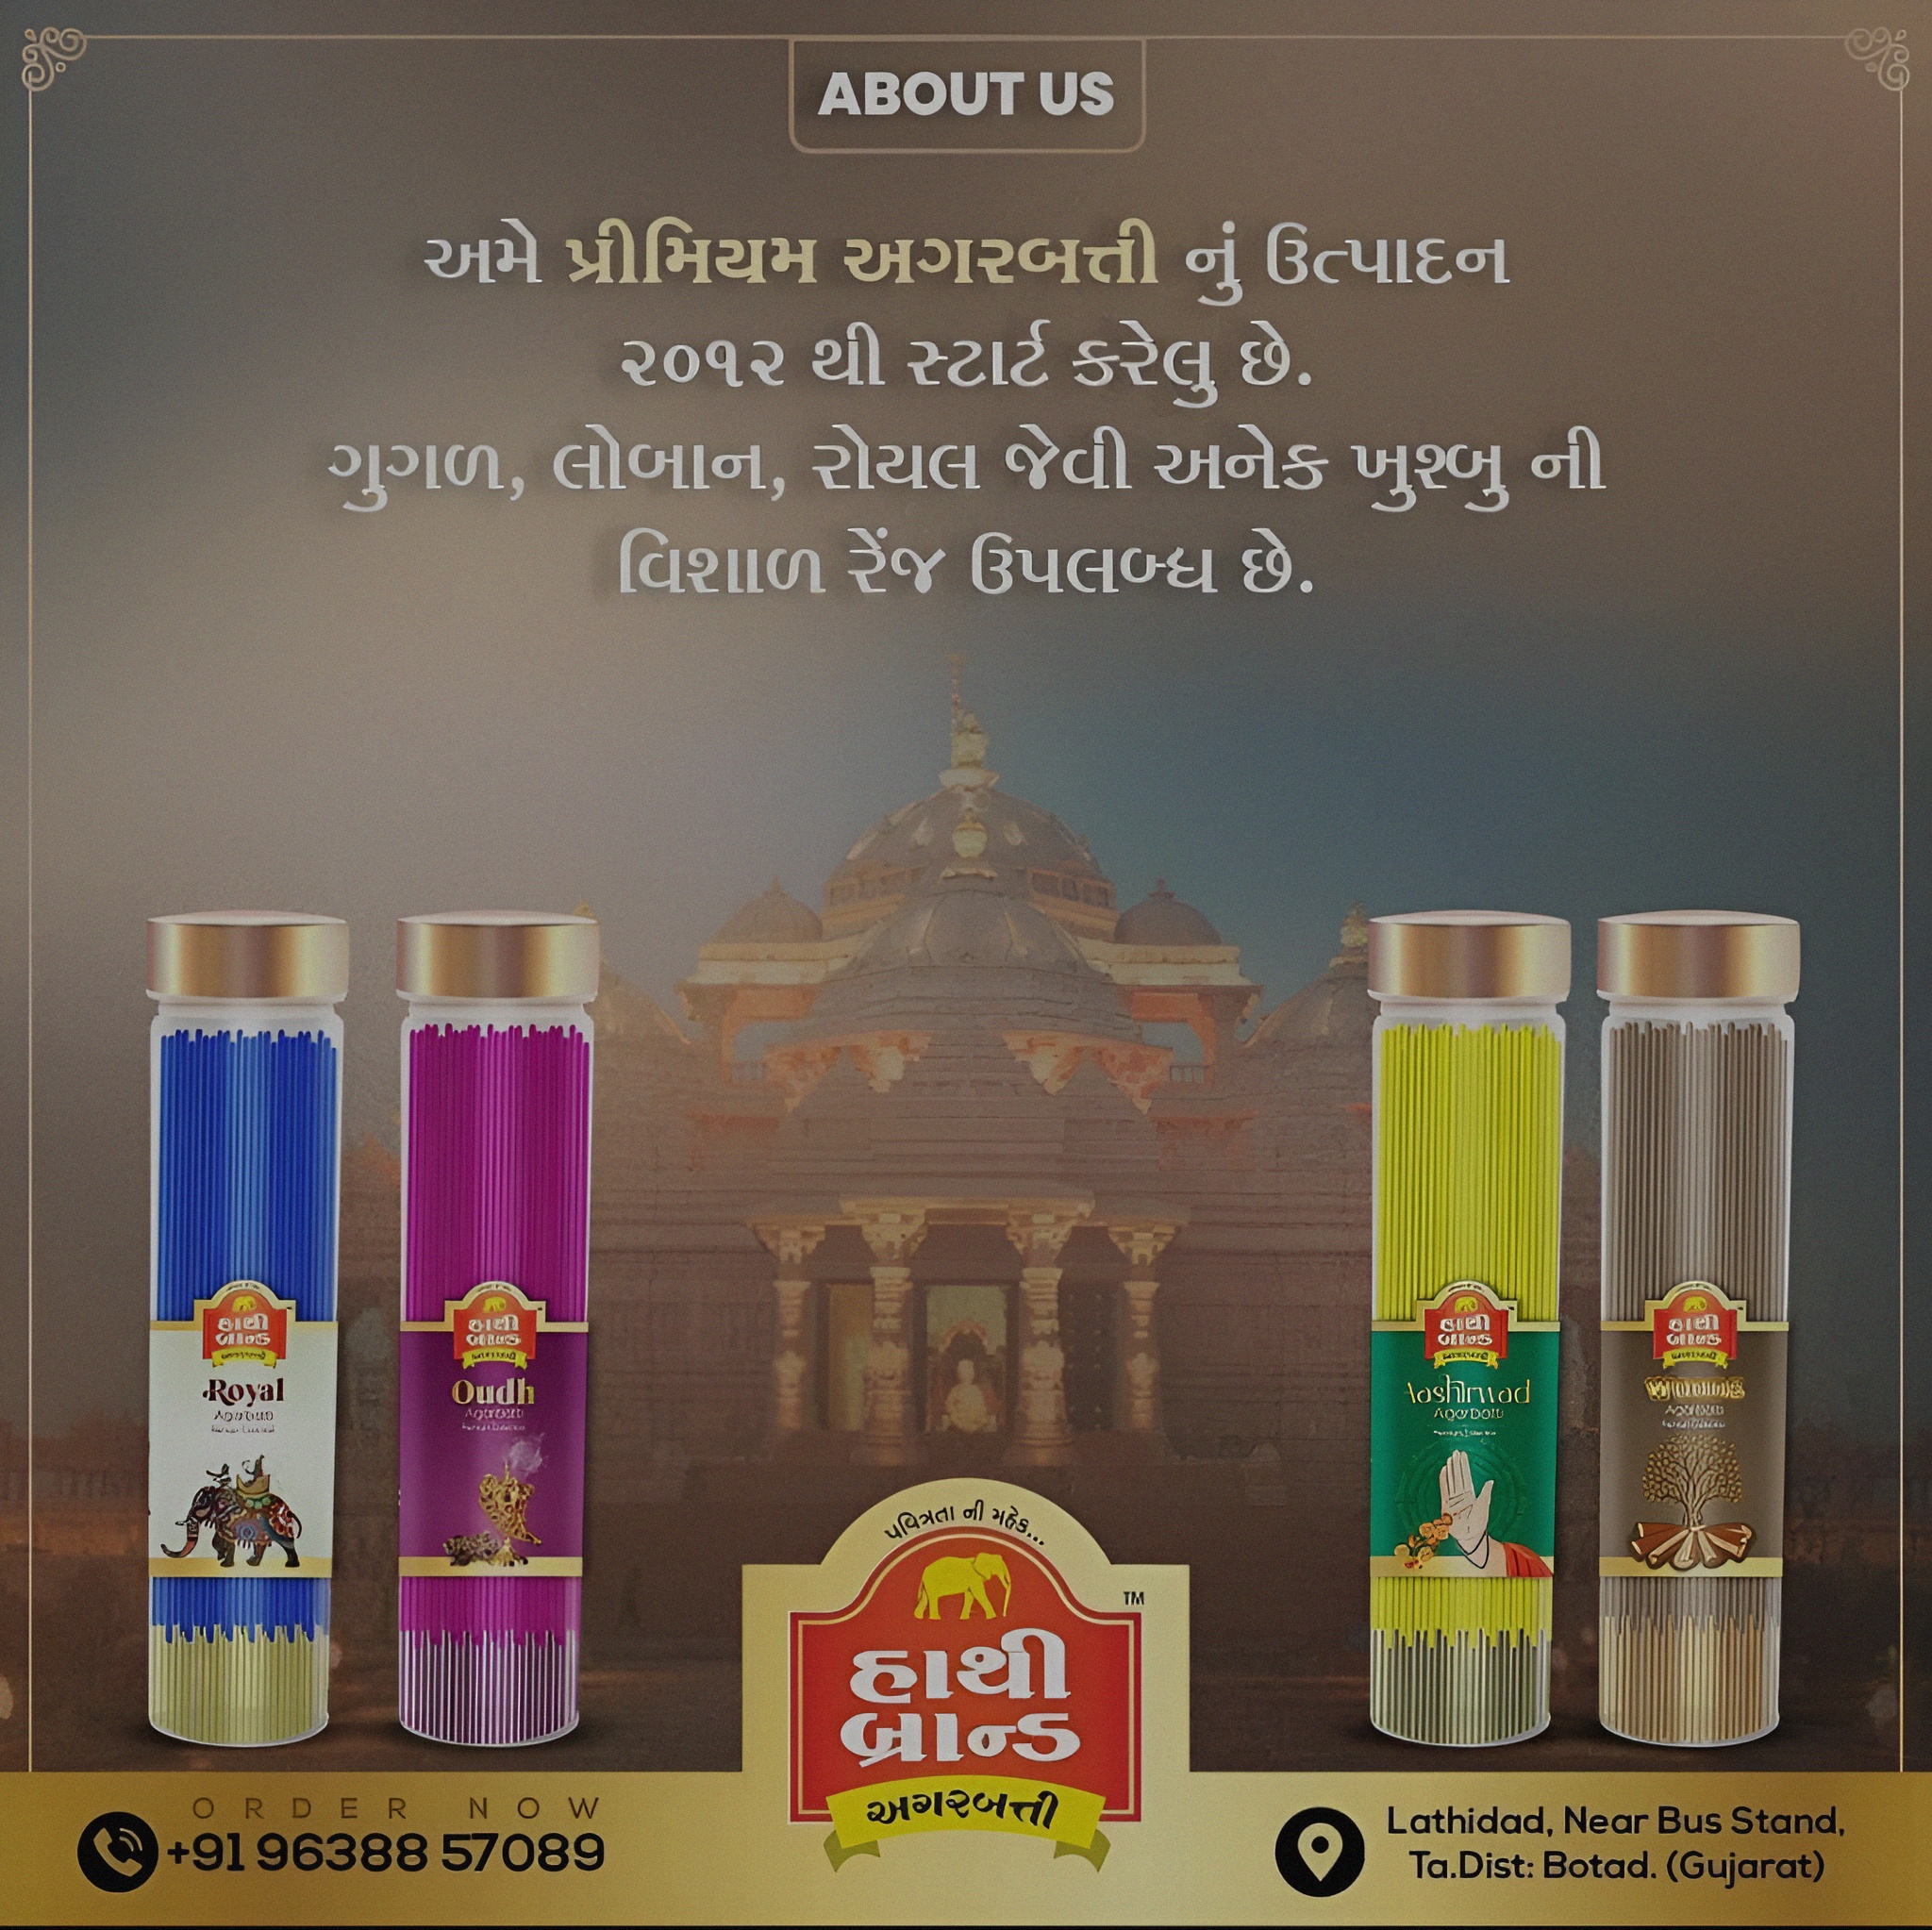 ABOUT US
અમે પ્રીમિયમ અગરબત્તી નું ઉત્પાદન
૨૦૧૨ થી સ્ટાર્ટ કરેલુ છે.
ગુગળ, લોબાન, રોયલ જેવી અનેક ખુશ્બુ ની
વિશાળ રેંજ ઉપલબ્ધ છે.
હાથી
બ્રાન્ડ
Royal
હાથી
બ્રાન્ડ
Oudh
હાથી
બ્રાન્ડ
Aashirwad
હાથી
બ્રાન્ડ
પવિત્રતા ની મહેક...
TM
હાથી
બ્રાન્ડ
અગરબત્તી
ORDER NOW
+91 96388 57089
Lathidad, Near Bus Stand,
Ta.Dist: Botad. (Gujarat)